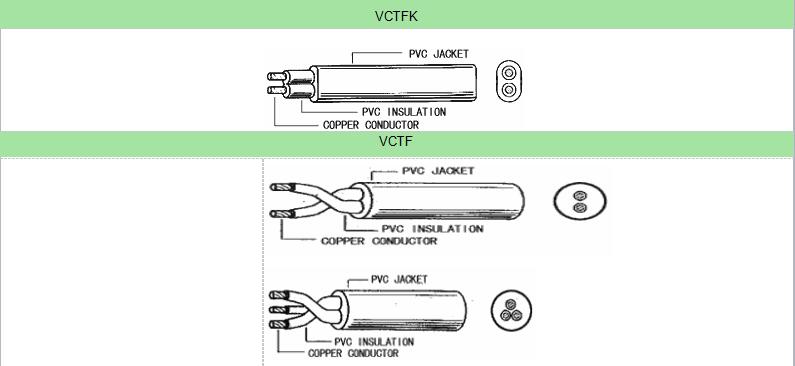 VCTFK
PVC JACKET
PVC INSULATION
COPPER CONDUCTOR
VCTF
PVC JACKET
PVC INSULATION
COPPER CONDUCTOR
PVC JACKET
PVC INSULATION
COPPER CONDUCTOR